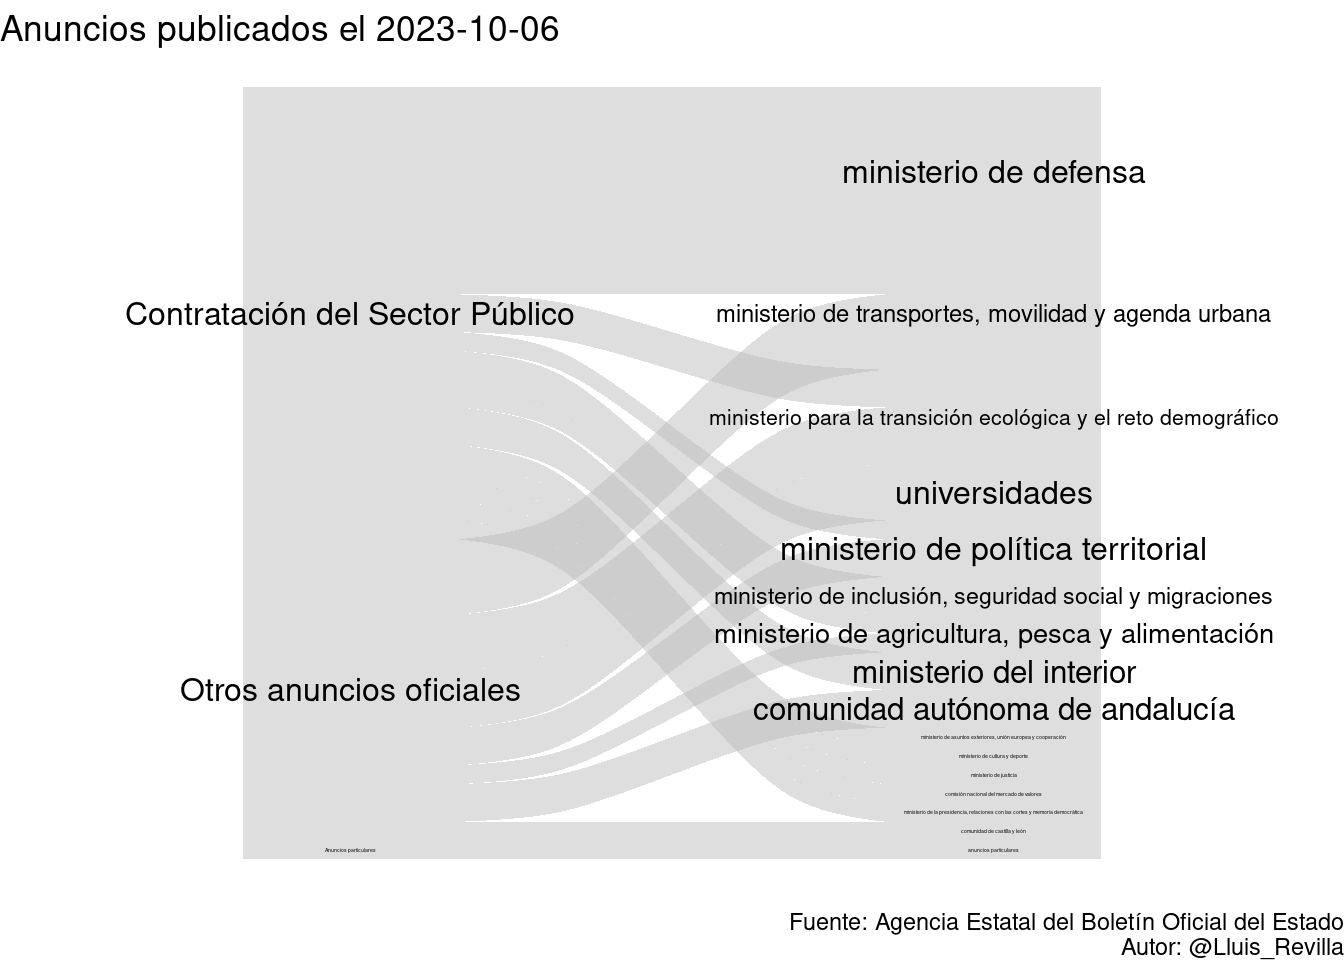 Anuncios publicados el 2023-10-06
ministerio de defensa
Contratación del Sector Público
ministerio de transportes, movilidad y agenda urbana
ministerio para la transición ecológica y el reto demográfico
universidades
ministerio de política territorial
ministerio de inclusión, seguridad social y migraciones
ministerio de agricultura, pesca y alimentación
ministerio del interior
Otros anuncios oficiales
comunidad autónoma de andalucía
ministerio de asuntos exteriores, unión europea y cooperación
ministerio de cultura y deporte
ministerio de justicia
comisión nacional del mercado de valores
ministerio de la presidencia, relaciones con las cortes y memoria democrática
comunidad de castilla y león
Anuncios particulares
anuncios particulares
Fuente: Agencia Estatal del Boletín Oficial del Estado
Autor: @Lluis_Revilla